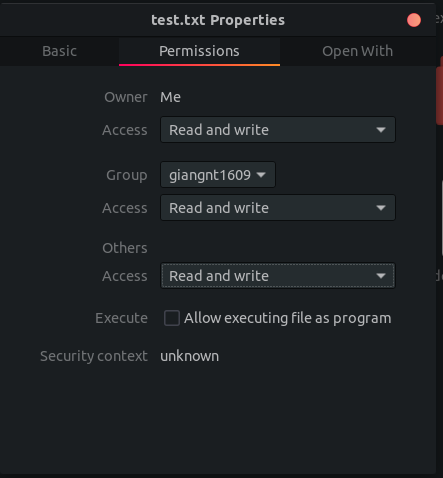 test.txt Properties
Basic Permissions Open With
Owner Me
Access Read and write
Group giangnt1609
Access Read and write
Others
Access Read and write
Execute Allow executing file as program
Security context unknown